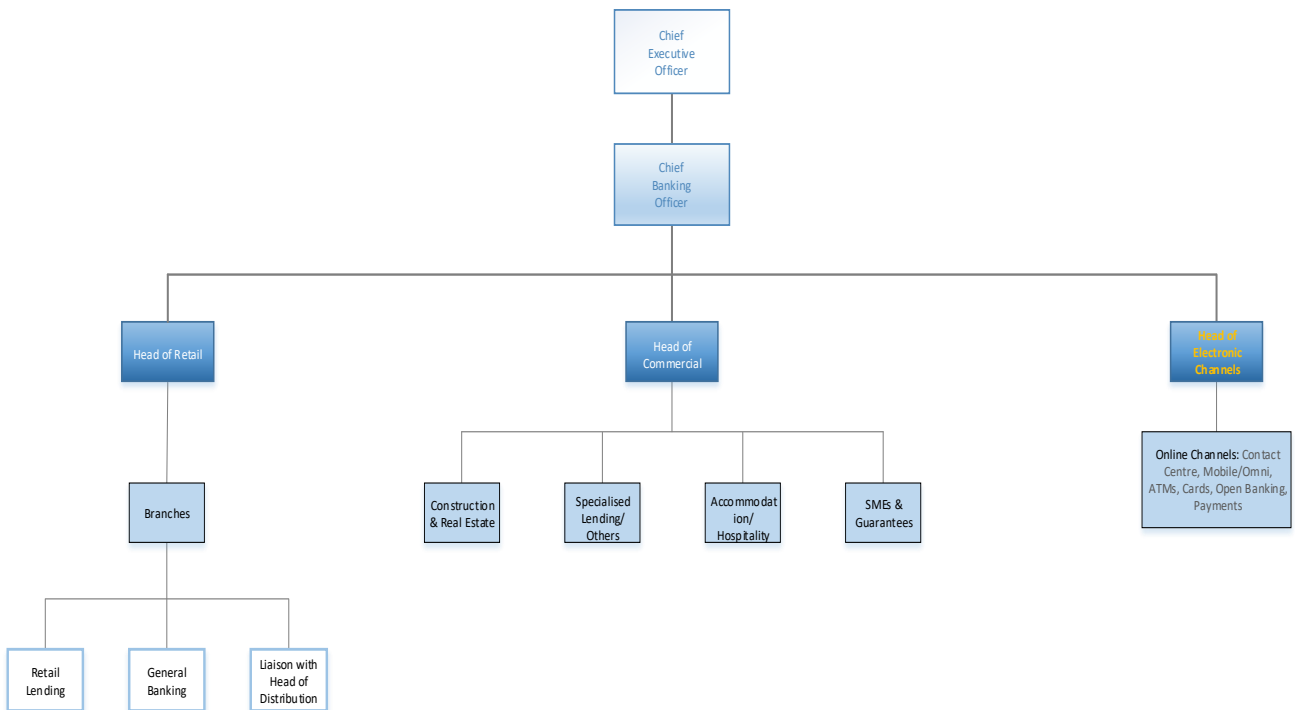 Chief
Executive
Officer
Chief
Banking
Officer
Head of Retail
Head of
Commercial
Head of
Electronic
Channels
Online Channels: Contact
Centre, Mobile/Omni,
ATMs, Cards, Open Banking,
Payments
Branches
Construction
& Real Estate
Specialised
Lending/
Others
Accommodat
ion/
Hospitality
SMEs &
Guarantees
Retail
Lending
General
Banking
Liaison with
Head of
Distribution